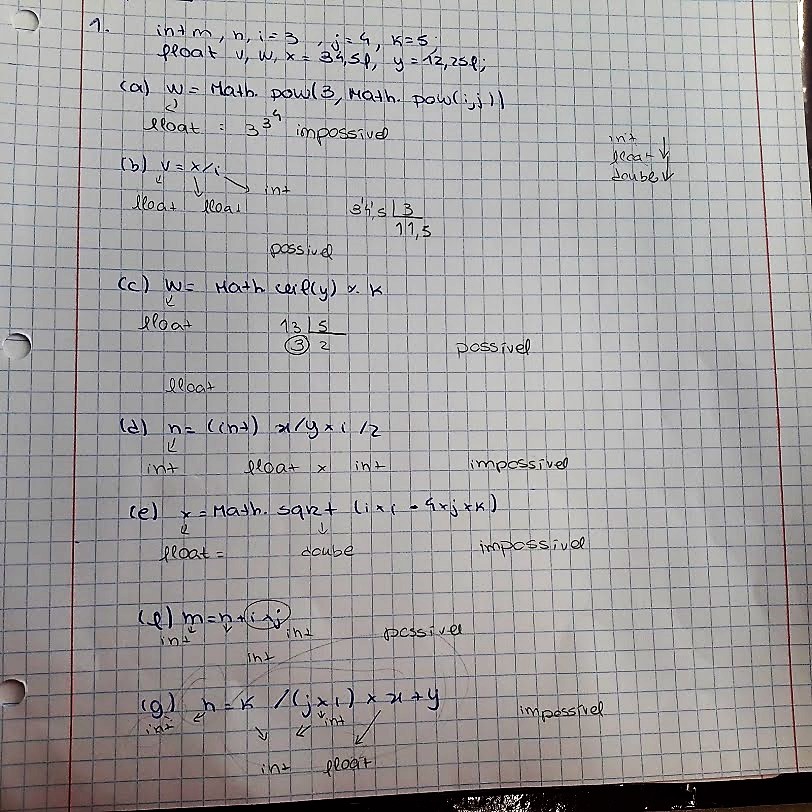 1. int m, n, i=3, j=4, k=5;
float v, w, x = 34,5f, y = 12,25f;
(a) w = Math. pow(3, Math. pow(i,j))
float : 3^3^4 impossivel
int ↓
float ↓
double ↓
(b) v = x/i
int
float float
34,5 | 3
11,5
possivel
(c) w = Math ceil(y) % k
float
13 | 5
3 2
possivel
float
(d) n = ((int) x/y × i /2
int float × int impossivel
(e) x = Math. sqrt (i×i - 4×j×k)
float = doube impossivel
(f) m = n + i×j
int int possivel
int
(g) n = k /(j×i) × x + y
int int impossivel
int float